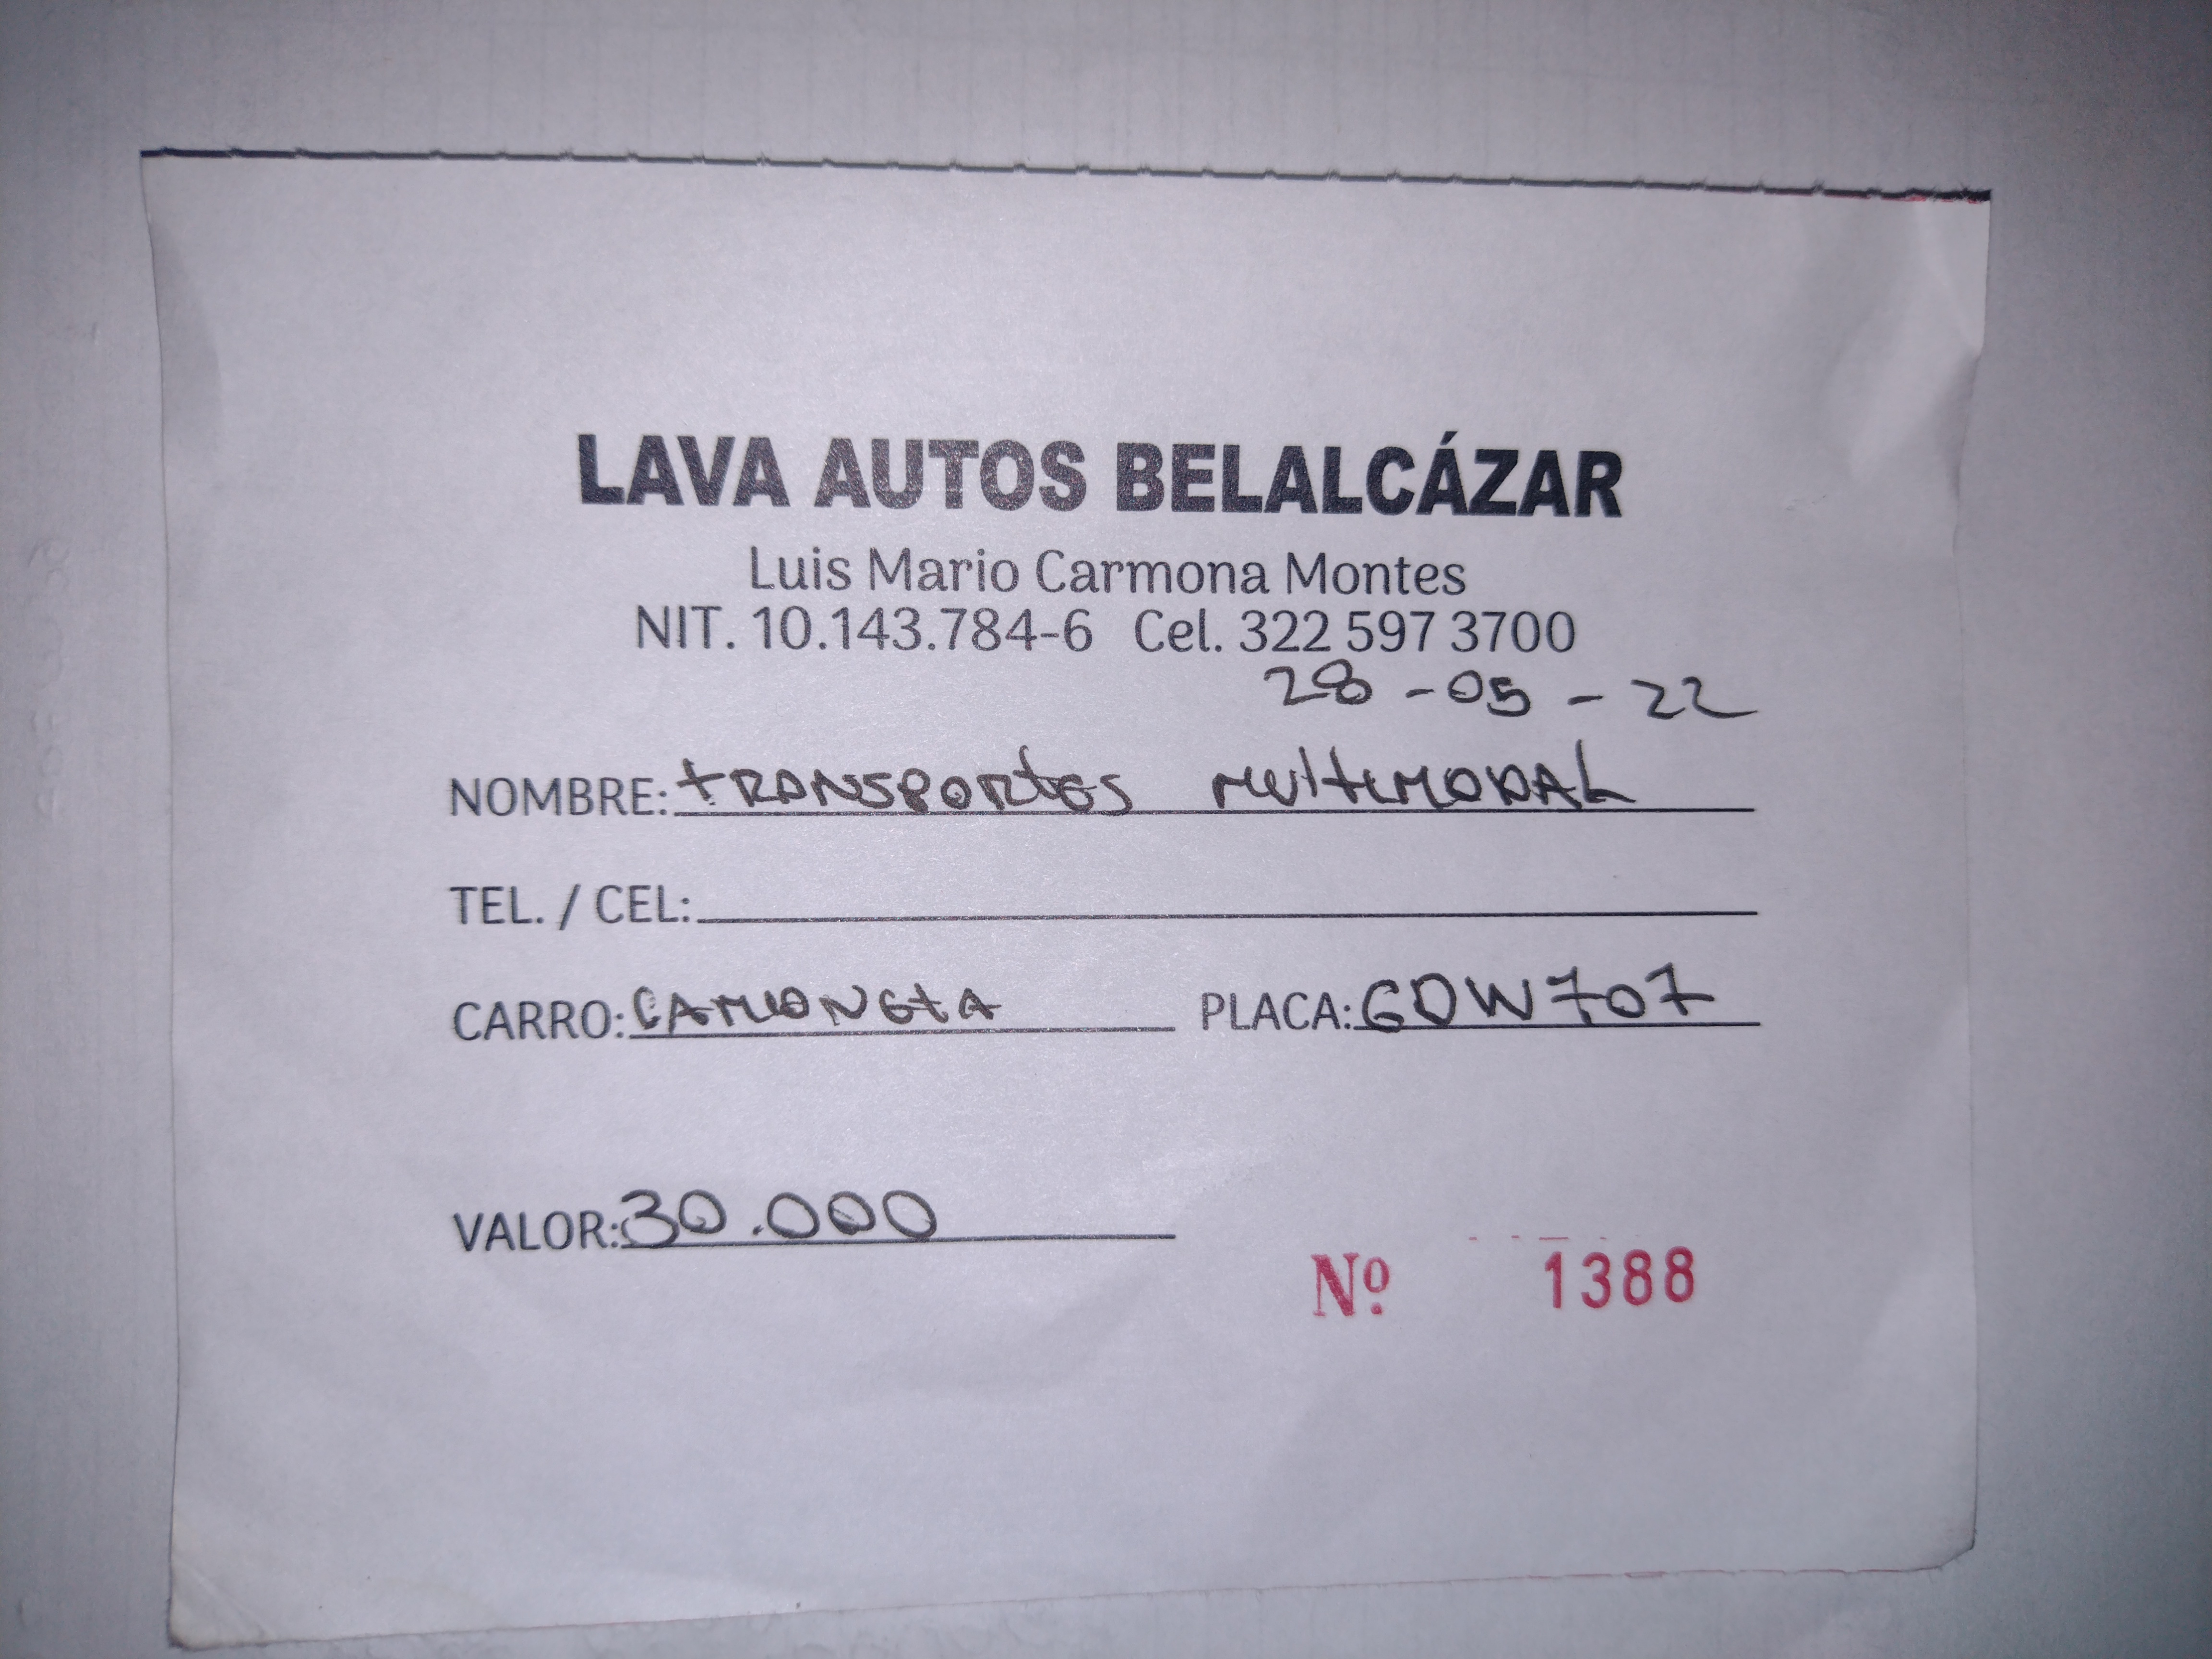 LAVA AUTOS BELALCÁZAR
Luis Mario Carmona Montes
NIT. 10.143.784-6 Cel. 322 597 3700
28-05-22
NOMBRE: tRANSPORtES MultiMODAL
TEL. / CEL:
CARRO: CAMIONEtA PLACA: GDW707
VALOR: 30.000
Nº 1388